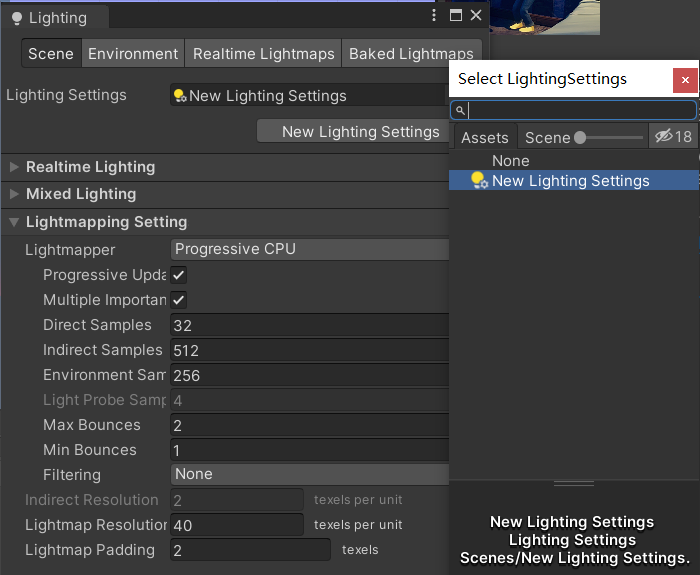 Lighting
Scene
Environment
Realtime Lightmaps
Baked Lightmaps
Lighting Settings
New Lighting Settings
New Lighting Settings
Realtime Lighting
Mixed Lighting
Lightmapping Setting
Lightmapper
Progressive CPU
Progressive Upda
Multiple Importan
Direct Samples
32
Indirect Samples
512
Environment Sam
256
Light Probe Samp
4
Max Bounces
2
Min Bounces
1
Filtering
None
Indirect Resolution
2
texels per unit
Lightmap Resolution
40
texels per unit
Lightmap Padding
2
texels
Select LightingSettings
Assets
Scene
18
None
New Lighting Settings
New Lighting Settings
Lighting Settings
Scenes/New Lighting Settings.